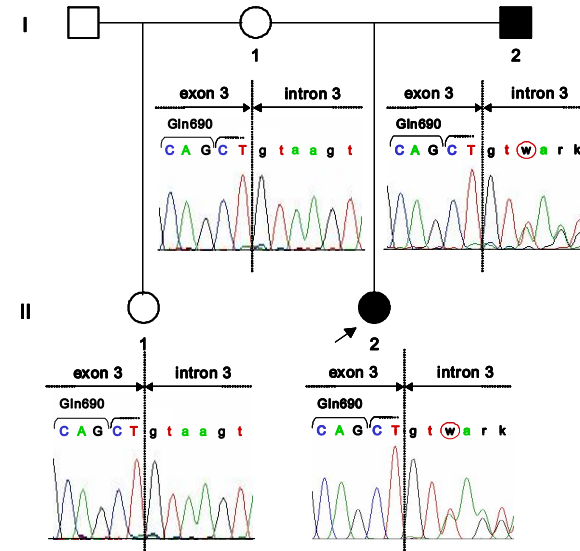 I
1
2
exon 3 intron 3
Gln690
C A G C T g t a a g t
exon 3 intron 3
Gln690
C A G C T g t w a r k
II
1
2
exon 3 intron 3
Gln690
C A G C T g t a a g t
exon 3 intron 3
Gln690
C A G C T g t w a r k